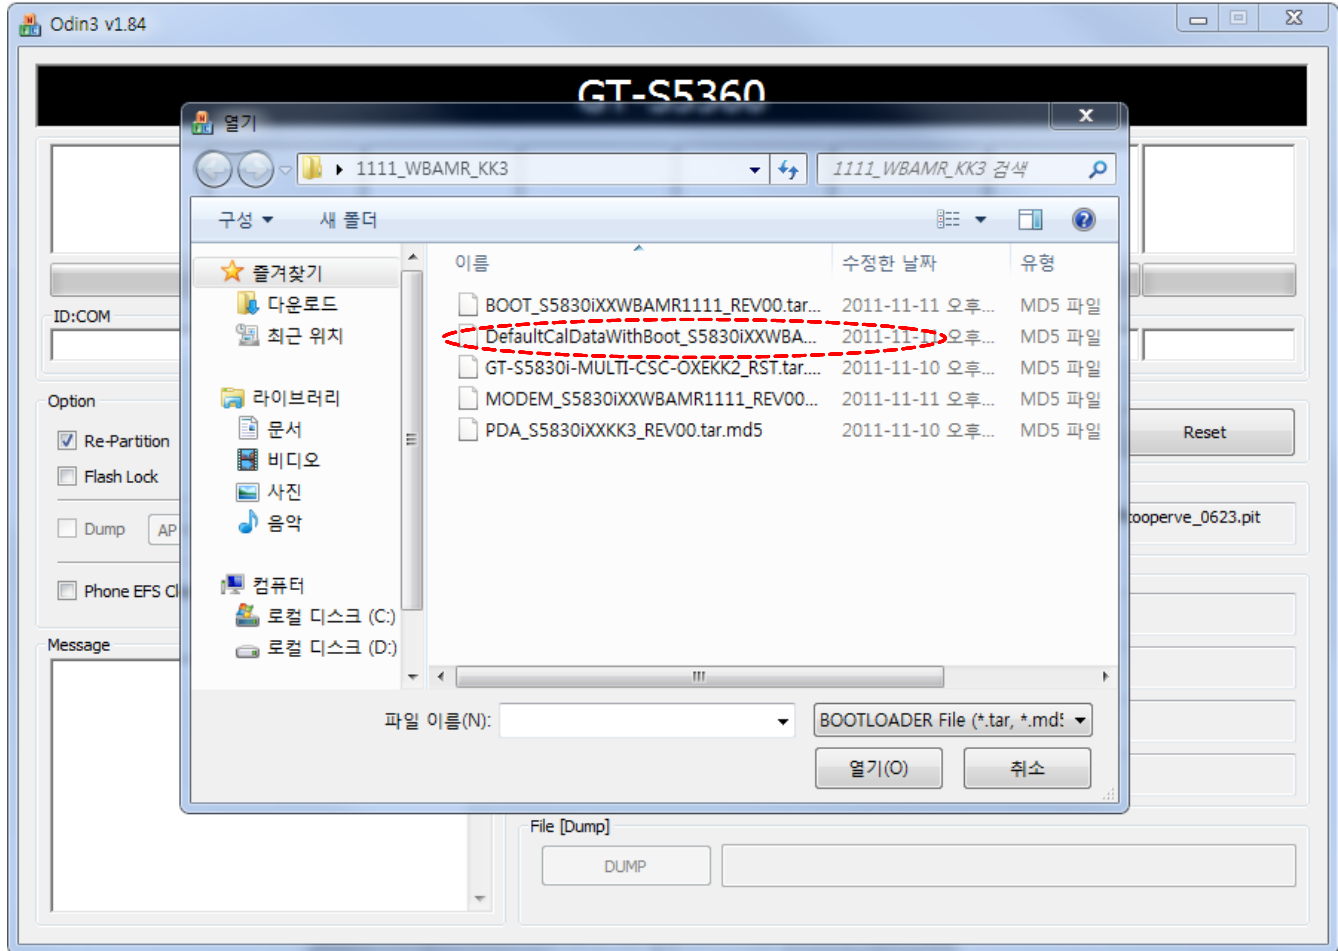 Odin3 v1.84
GT-S5360
열기
1111_WBAMR_KK3
1111_WBAMR_KK3 검색
구성
새 폴더
즐겨찾기
다운로드
최근 위치
라이브러리
문서
비디오
사진
음악
컴퓨터
로컬 디스크 (C:)
로컬 디스크 (D:)
이름 수정한 날짜 유형
BOOT_S5830iXXWBAMR1111_REV00.tar... 2011-11-11 오후... MD5 파일
DefaultCalDataWithBoot_S5830iXXWBA... 2011-11-11 오후... MD5 파일
GT-S5830i-MULTI-CSC-OXEKK2_RST.tar.... 2011-11-10 오후... MD5 파일
MODEM_S5830iXXWBAMR1111_REV00... 2011-11-11 오후... MD5 파일
PDA_S5830iXXKK3_REV00.tar.md5 2011-11-10 오후... MD5 파일
파일 이름(N):
BOOTLOADER File (*.tar, *.md5
열기(O)
취소
ID:COM
Option
Re-Partition
Flash Lock
Dump
AP
Phone EFS Cl
Reset
cooperve_0623.pit
Message
File [Dump]
DUMP